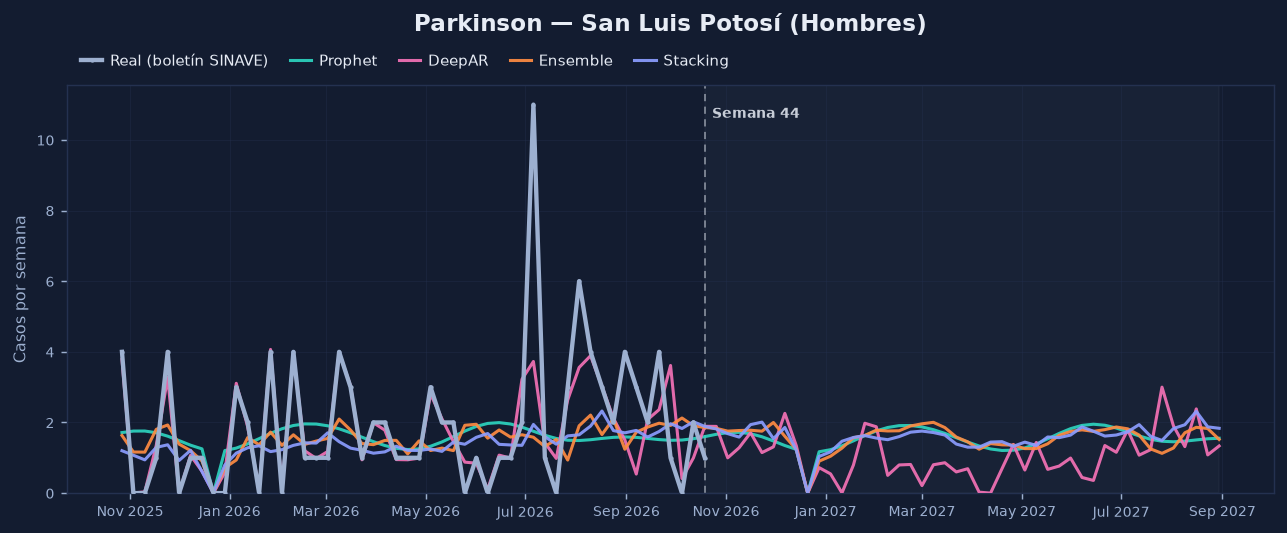 Parkinson — San Luis Potosí (Hombres)
Real (boletín SINAVE) Prophet DeepAR Ensemble Stacking
Semana 44
Casos por semana
10
8
6
4
2
0
Nov 2025 Jan 2026 Mar 2026 May 2026 Jul 2026 Sep 2026 Nov 2026 Jan 2027 Mar 2027 May 2027 Jul 2027 Sep 2027